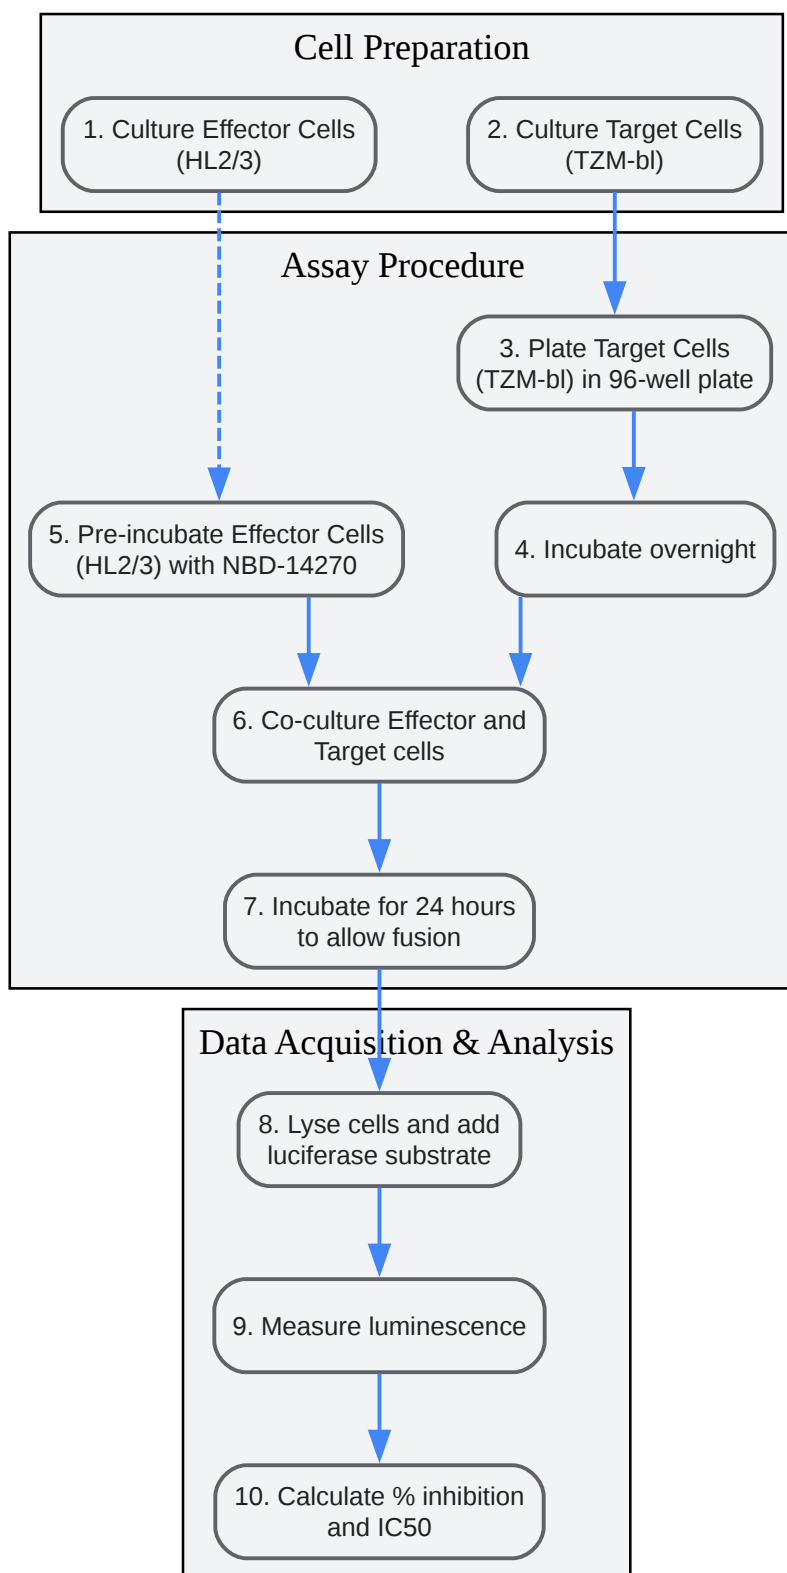 Cell Preparation
1. Culture Effector Cells
(HL2/3)
2. Culture Target Cells
(TZM-bl)
Assay Procedure
3. Plate Target Cells
(TZM-bl) in 96-well plate
5. Pre-incubate Effector Cells
(HL2/3) with NBD-14270
4. Incubate overnight
6. Co-culture Effector and
Target cells
7. Incubate for 24 hours
to allow fusion
Data Acquisition & Analysis
8. Lyse cells and add
luciferase substrate
9. Measure luminescence
10. Calculate % inhibition
and IC50